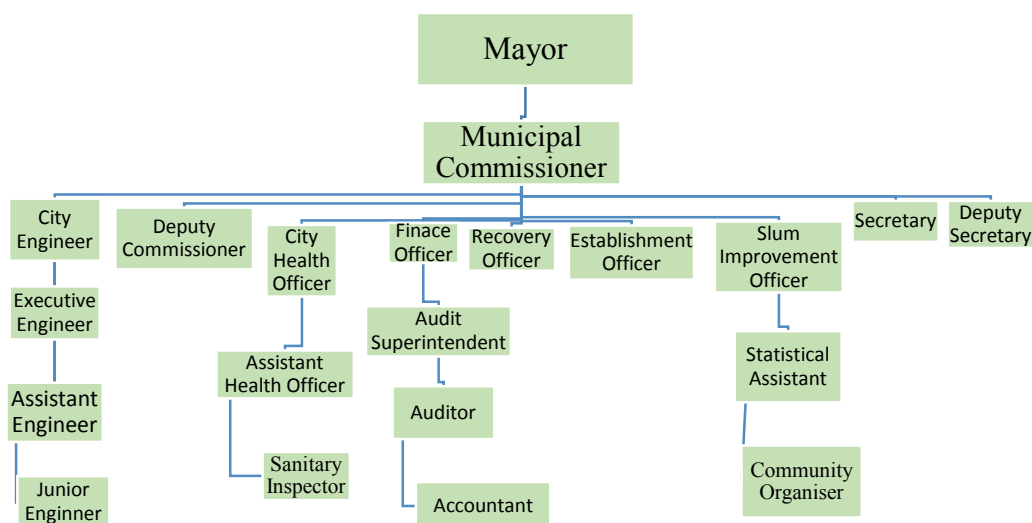 Mayor
Municipal
Commissioner
City
Engineer
Deputy
Commissioner
City
Health
Officer
Finace
Officer
Recovery
Officer
Establishment
Officer
Slum
Improvement
Officer
Secretary
Deputy
Secretary
Executive
Engineer
Audit
Superintendent
Assistant
Health Officer
Statistical
Assistant
Assistant
Engineer
Auditor
Sanitary
Inspector
Community
Organiser
Junior
Enginner
Accountant